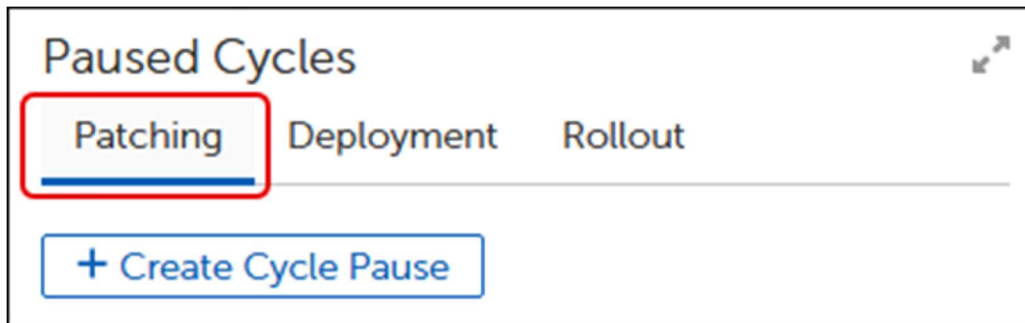 Paused Cycles
Patching Deployment Rollout
+ Create Cycle Pause